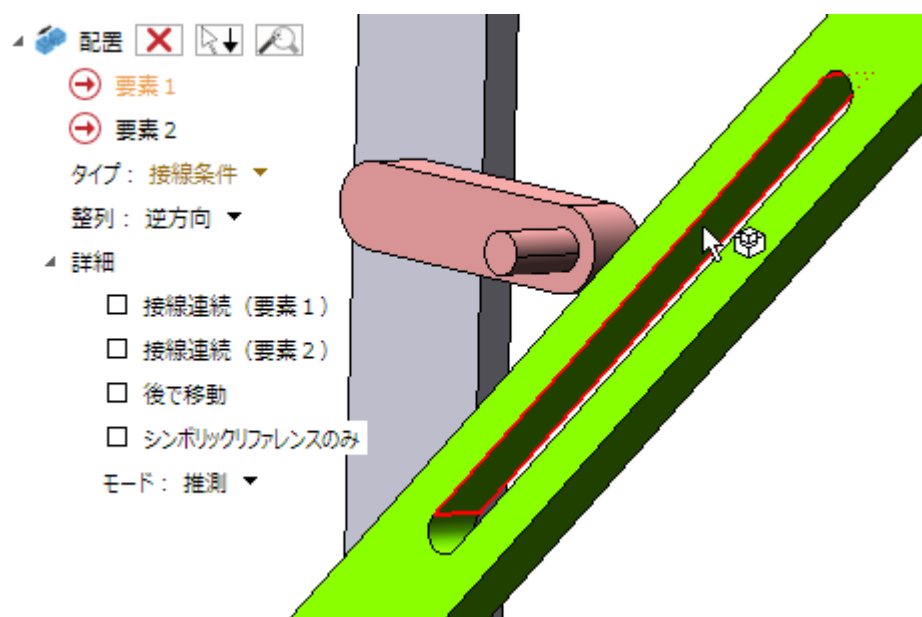 配置
要素1
要素2
タイプ： 接線条件
整列： 逆方向
詳細
接線連続（要素１）
接線連続（要素２）
後で移動
シンボリックリファレンスのみ
モード： 推測